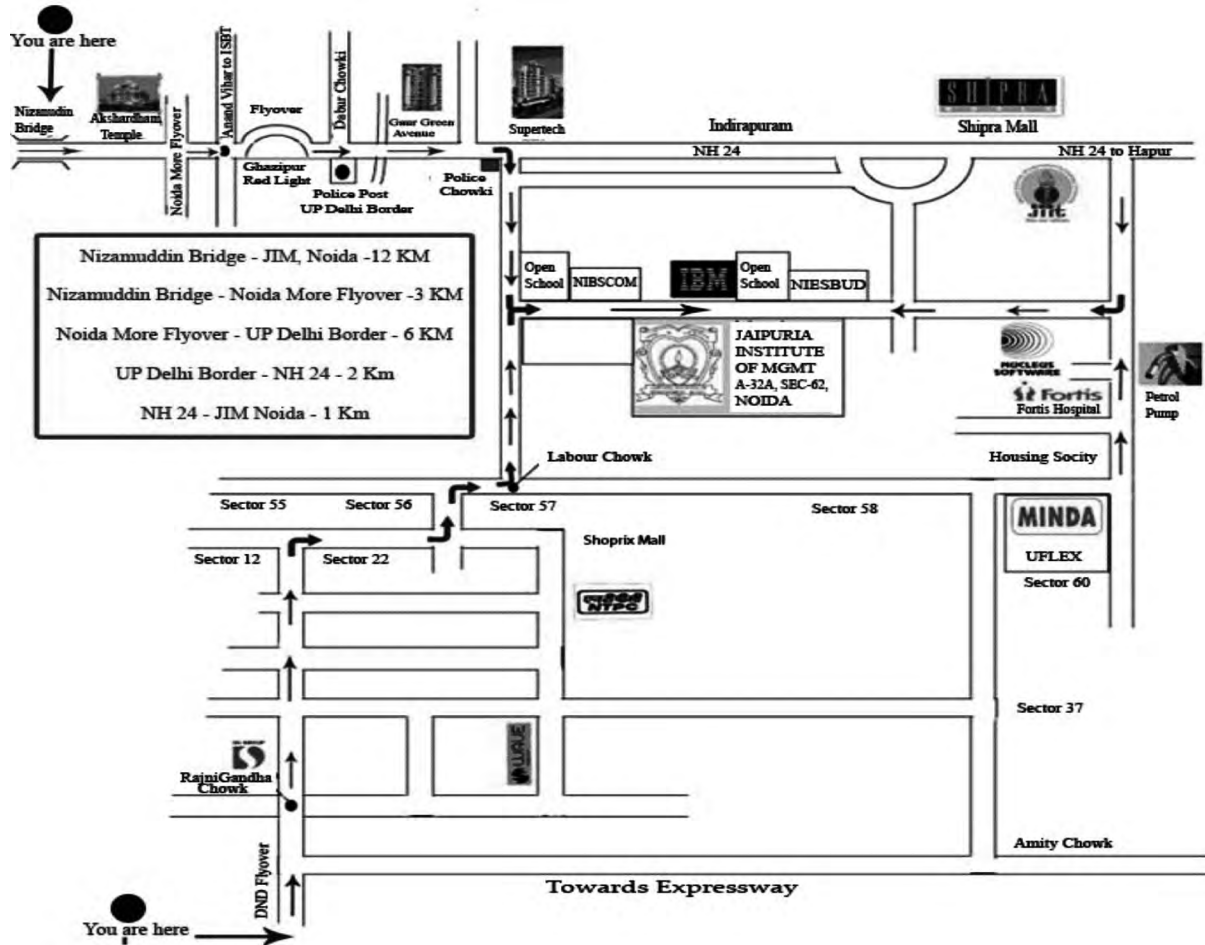 You are here
Nizamudin
Bridge
Akshardham
Temple
Noida More Flyover
Anand Vihar to ISBT
Flyover
Ghazipur
Red Light
Dabur Chowki
Police Post
UP Delhi Border
Gaur Green
Avenue
Police
Chowki
Supertech
Indirapuram
NH 24
SHIPRA
Shipra Mall
NH 24 to Hapur
JIIT
Nizamuddin Bridge - JIM, Noida -12 KM
Nizamuddin Bridge - Noida More Flyover -3 KM
Noida More Flyover - UP Delhi Border - 6 KM
UP Delhi Border - NH 24 - 2 Km
NH 24 - JIM Noida - 1 Km
Open
School
NIBSCOM
IBM
Open
School
NIESBUD
JAIPURIA
INSTITUTE
OF MGMT
A-32A, SEC-62,
NOIDA
NUCLEUS
SOFTWARE
Fortis
Fortis Hospital
Petrol
Pump
Labour Chowk
Housing Socity
Sector 55
Sector 56
Sector 57
Sector 58
MINDA
UFLEX
Sector 60
Sector 12
Sector 22
Shoprix Mall
NTPC
Sector 37
WAVE
RajniGandha
Chowk
DND Flyover
Amity Chowk
Towards Expressway
You are here